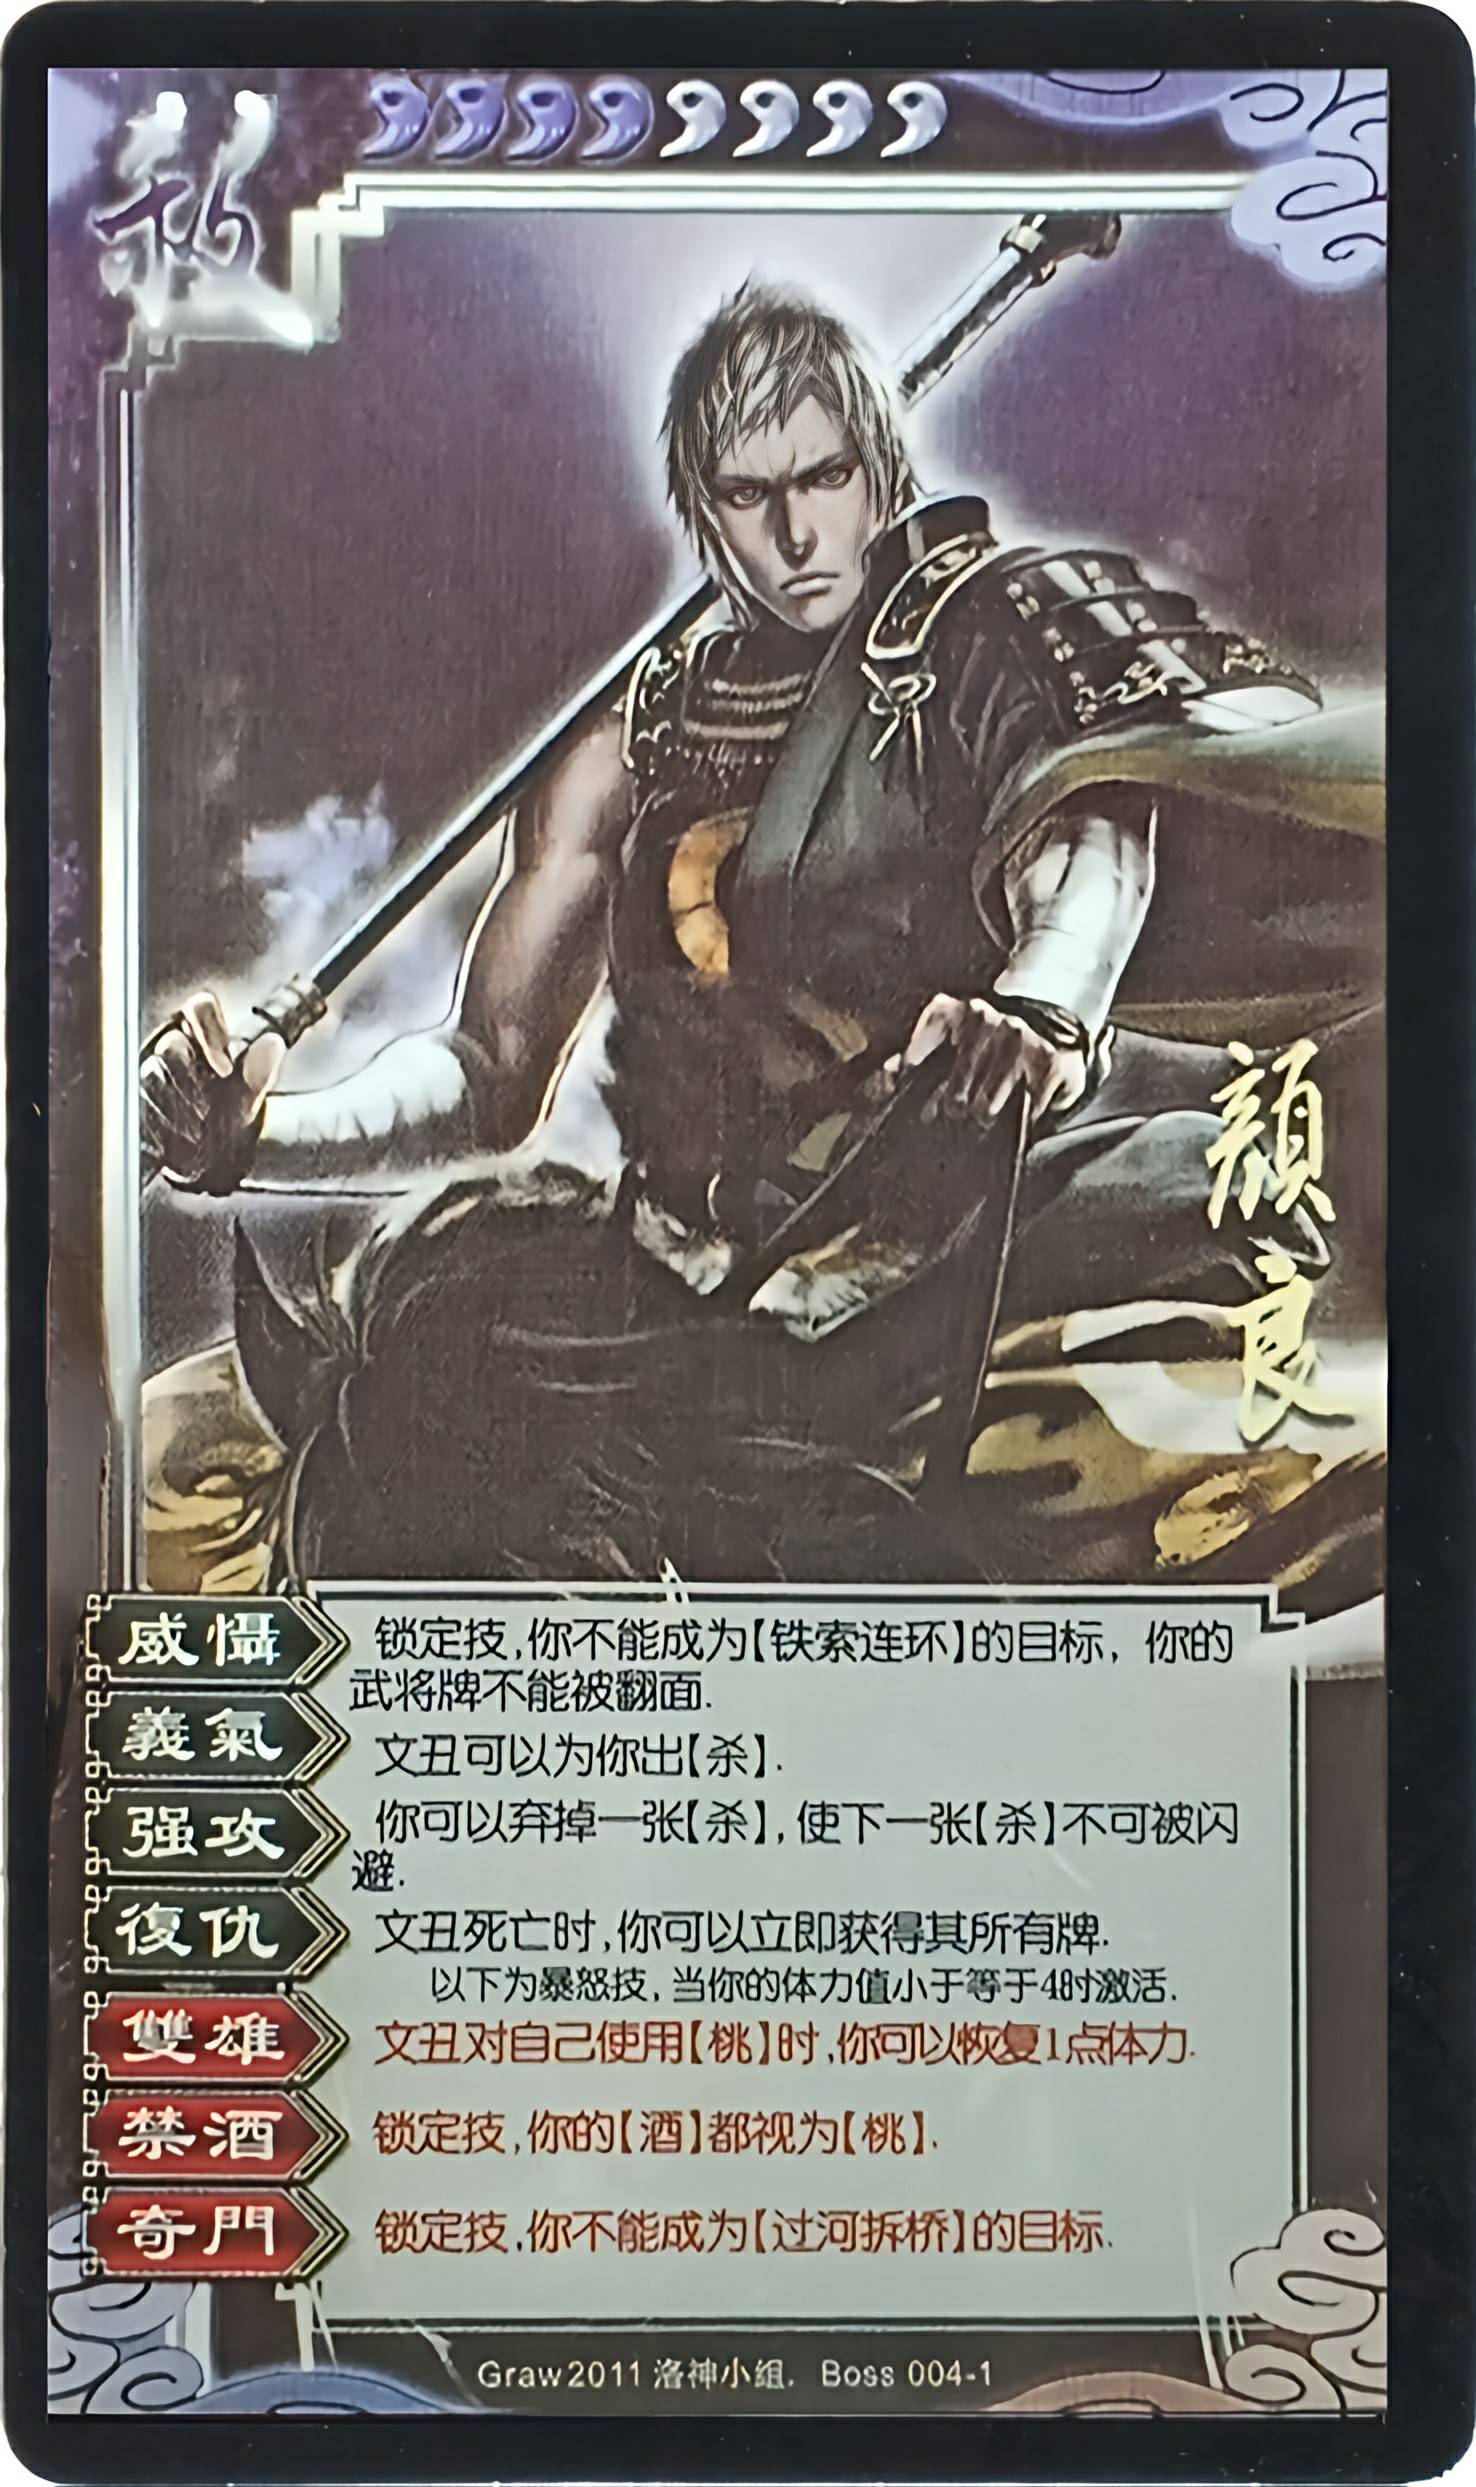 殺
顏良
威懾
锁定技,你不能成为【铁索连环】的目标,你的
武将牌不能被翻面.
義氣
文丑可以为你出【杀】.
强攻
你可以弃掉一张【杀】,使下一张【杀】不可被闪
避.
復仇
文丑死亡时,你可以立即获得其所有牌.
以下为暴怒技,当你的体力值小于等于4时激活.
雙雄
文丑对自己使用【桃】时,你可以恢复1点体力.
禁酒
锁定技,你的【酒】都视为【桃】.
奇門
锁定技,你不能成为【过河拆桥】的目标.
Graw2011 洛神小组. Boss 004-1